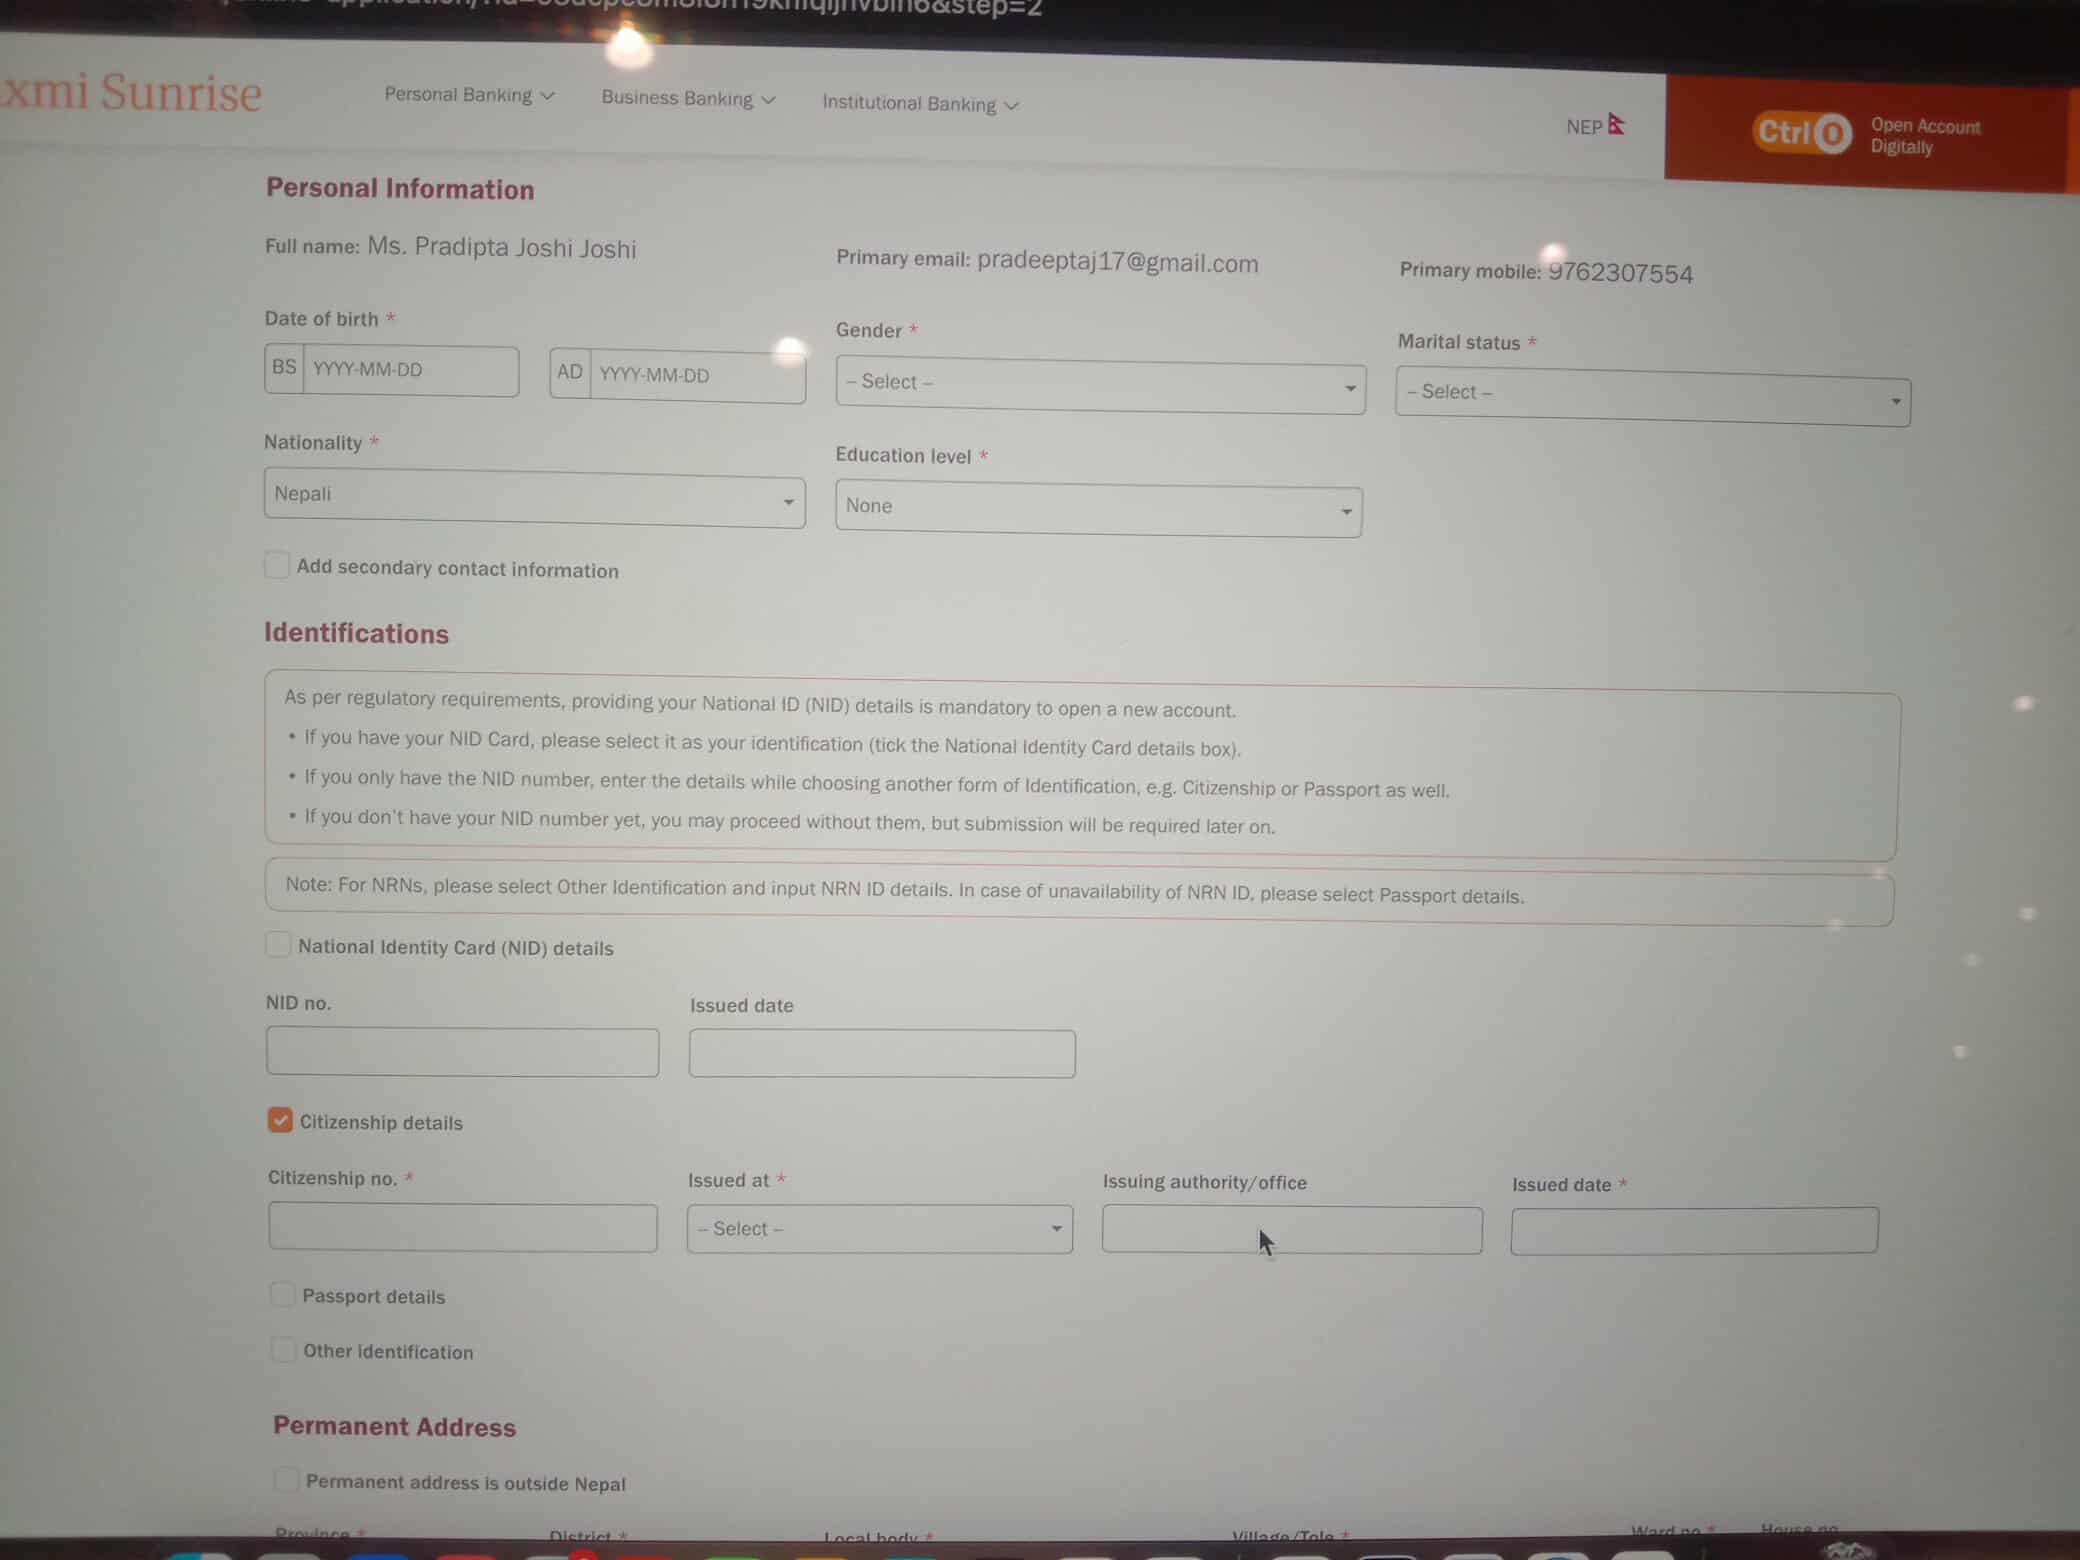 &step=2
xmi Sunrise
Personal Banking
Business Banking
Institutional Banking
NEP
Ctrl O
Open Account
Digitally
Personal Information
Full name: Ms. Pradipta Joshi Joshi
Primary email: pradeeptaj17@gmail.com
Primary mobile: 9762307554
Date of birth *
Gender *
Marital status *
BS YYYY-MM-DD
AD YYYY-MM-DD
– Select –
– Select –
Nationality *
Education level *
Nepali
None
Add secondary contact information
Identifications
As per regulatory requirements, providing your National ID (NID) details is mandatory to open a new account.
• If you have your NID Card, please select it as your identification (tick the National Identity Card details box).
• If you only have the NID number, enter the details while choosing another form of Identification, e.g. Citizenship or Passport as well.
• If you don't have your NID number yet, you may proceed without them, but submission will be required later on.
Note: For NRNs, please select Other Identification and input NRN ID details. In case of unavailability of NRN ID, please select Passport details.
National Identity Card (NID) details
NID no.
Issued date
Citizenship details
Citizenship no. *
Issued at *
Issuing authority/office
Issued date *
– Select –
Passport details
Other identification
Permanent Address
Permanent address is outside Nepal
Province *
District *
Local body *
Village/Tole *
Ward no *
House no